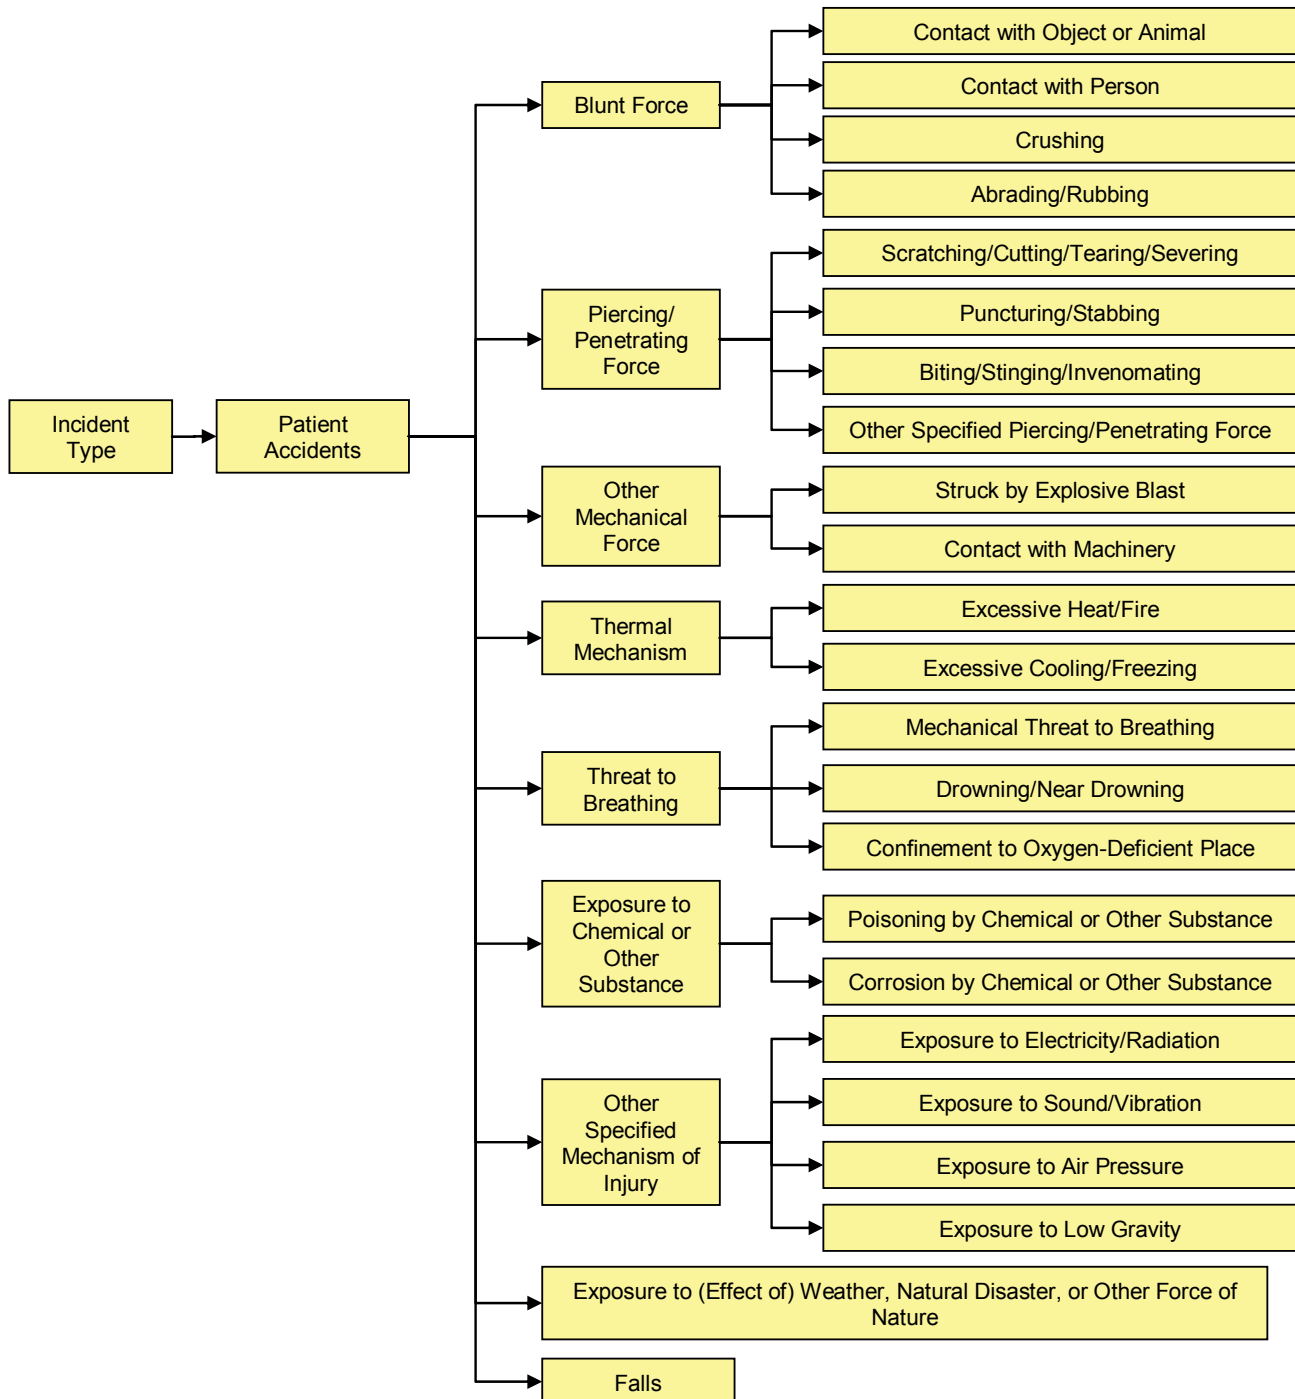 Contact with Object or Animal
Contact with Person
Blunt Force
Crushing
Abrading/Rubbing
Scratching/Cutting/Tearing/Severing
Piercing/
Penetrating
Force
Puncturing/Stabbing
Biting/Stinging/Invenomating
Other Specified Piercing/Penetrating Force
Incident
Type
Patient
Accidents
Other
Mechanical
Force
Struck by Explosive Blast
Contact with Machinery
Thermal
Mechanism
Excessive Heat/Fire
Excessive Cooling/Freezing
Threat to
Breathing
Mechanical Threat to Breathing
Drowning/Near Drowning
Confinement to Oxygen-Deficient Place
Exposure to
Chemical or
Other
Substance
Poisoning by Chemical or Other Substance
Corrosion by Chemical or Other Substance
Other
Specified
Mechanism of
Injury
Exposure to Electricity/Radiation
Exposure to Sound/Vibration
Exposure to Air Pressure
Exposure to Low Gravity
Exposure to (Effect of) Weather, Natural Disaster, or Other Force of
Nature
Falls